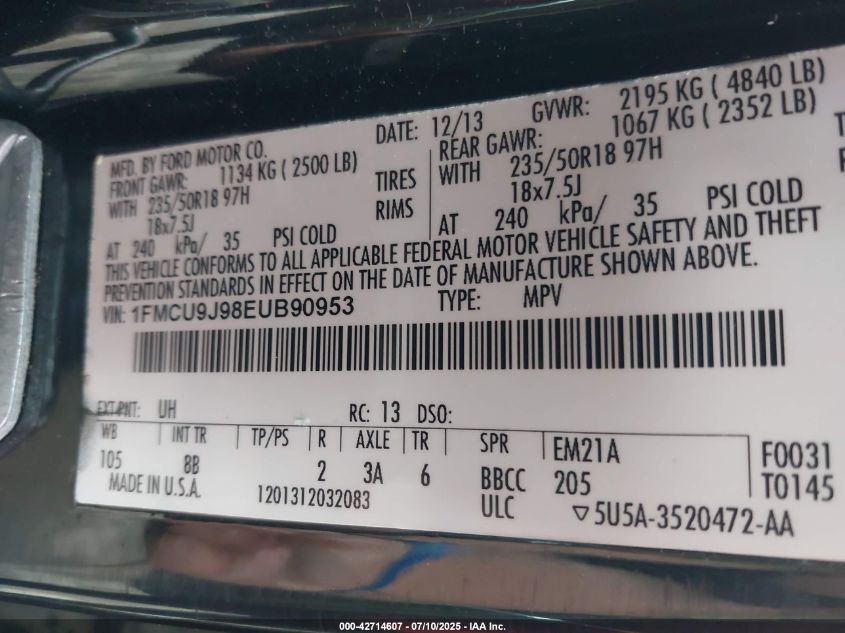 MFD. BY FORD MOTOR CO.
DATE: 12/13
GVWR: 2195 KG ( 4840 LB)
FRONT GAWR: 1134 KG ( 2500 LB)
REAR GAWR: 1067 KG ( 2352 LB)
WITH 235/50R18 97H
TIRES
WITH 235/50R18 97H
18x7.5J
RIMS
18x7.5J
AT 240 kPa/ 35 PSI COLD
AT 240 kPa/ 35 PSI COLD
THIS VEHICLE CONFORMS TO ALL APPLICABLE FEDERAL MOTOR VEHICLE SAFETY AND THEFT
PREVENTION STANDARDS IN EFFECT ON THE DATE OF MANUFACTURE SHOWN ABOVE.
VIN: 1FMCU9J98EUB90953
TYPE: MPV
EXT PNT: UH
RC: 13 DSO:
WB INT TR TP/PS R AXLE TR SPR EM21A F0031
105 8B 2 3A 6 BBCC 205 T0145
MADE IN U.S.A. 1201312032083 ULC ▽5U5A-3520472-AA
000-42714607 - 07/10/2025 - IAA Inc.